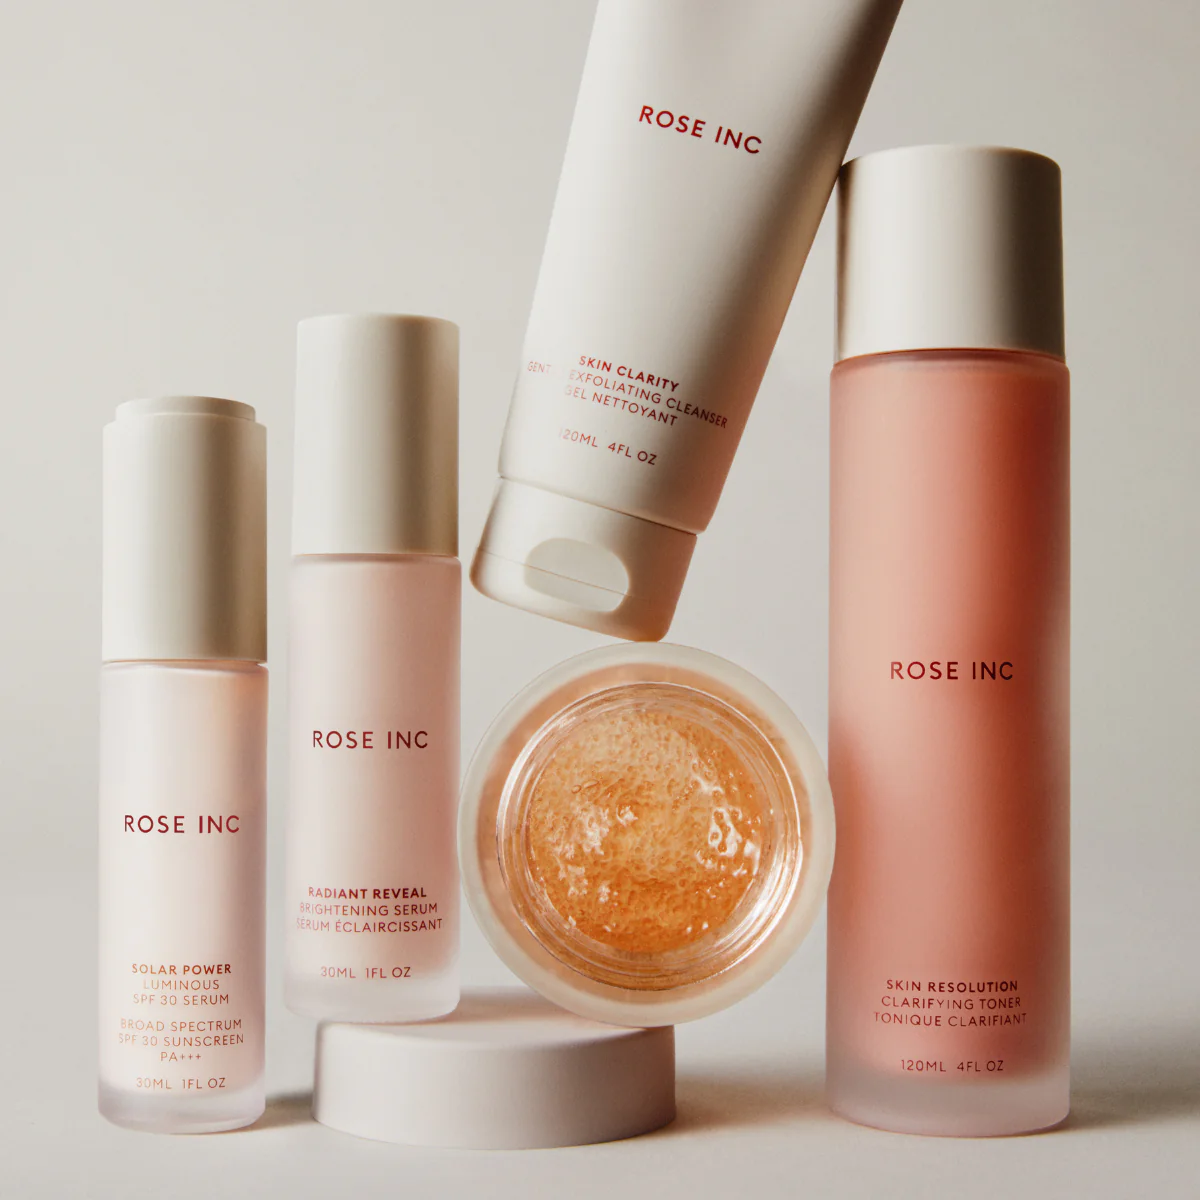 ROSE INC
SOLAR POWER
LUMINOUS
SPF 30 SERUM
BROAD SPECTRUM
SPF 30 SUNSCREEN
PA+++
30ML 1FL OZ
ROSE INC
RADIANT REVEAL
BRIGHTENING SERUM
SÉRUM ÉCLAIRCISSANT
30ML 1FL OZ
ROSE INC
SKIN CLARITY
EXFOLIATING CLEANSER
GEL NETTOYANT
120ML 4FL OZ
ROSE INC
SKIN RESOLUTION
CLARIFYING TONER
TONIQUE CLARIFIANT
120ML 4FL OZ